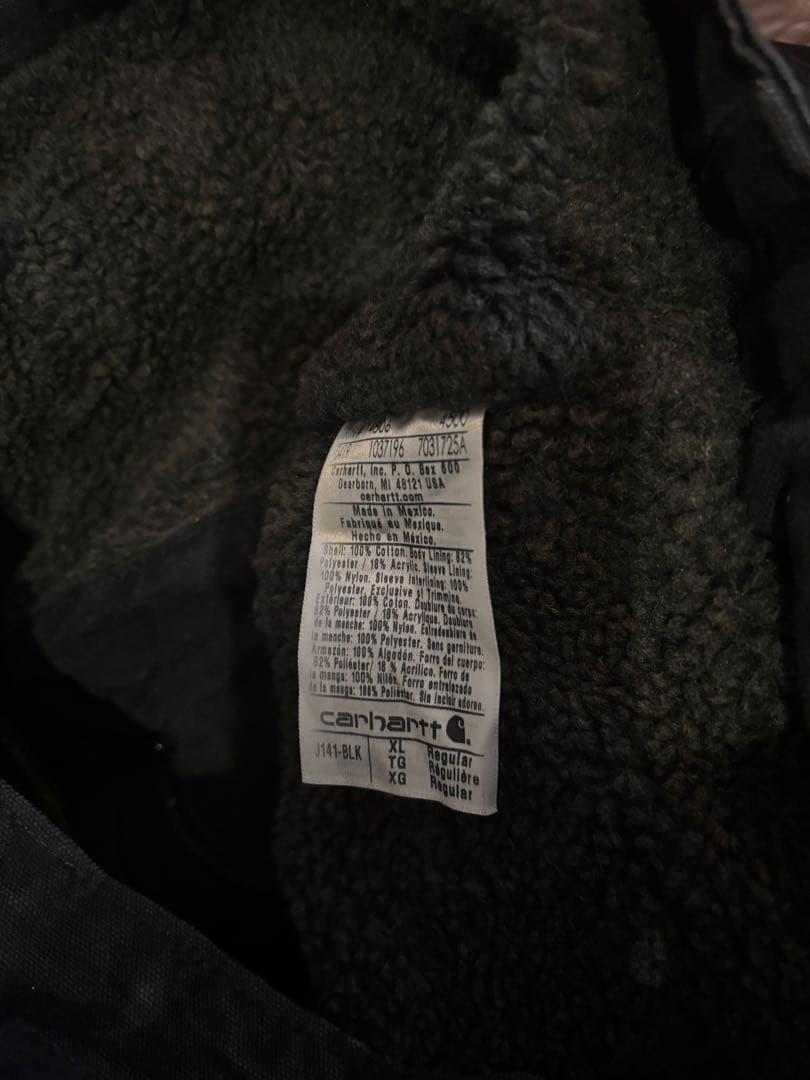 4500
1037196 7031725A
Carhartt, Inc. P. O. Box 600
Dearborn, MI 48121 USA
carhartt.com
Made in Mexico.
Fabriqué au Mexique.
Hecho en México.
Shell: 100% Cotton. Body Lining: 82%
Polyester / 18% Acrylic. Sleeve Lining:
100% Nylon. Sleeve Interlining: 100%
Polyester, Exclusive of Trimming.
Extérieur: 100% Coton. Doublure de corps:
82% Polyester / 18% Acrylique. Doublure
de la manche: 100% Nylon. Entredoublure de
la manche: 100% Polyester. Sans garniture.
Armazón: 100% Algodón. Forro del cuerpo:
82% Poliéster/ 18 % Acrílico. Forro de
la manga: 100% Nilón. Forro entrelazado
de la manga: 100% Poliéster. Sin incluir adorno.
carhartt
J141-BLK XL Regular
TG Régulière
XG Regular